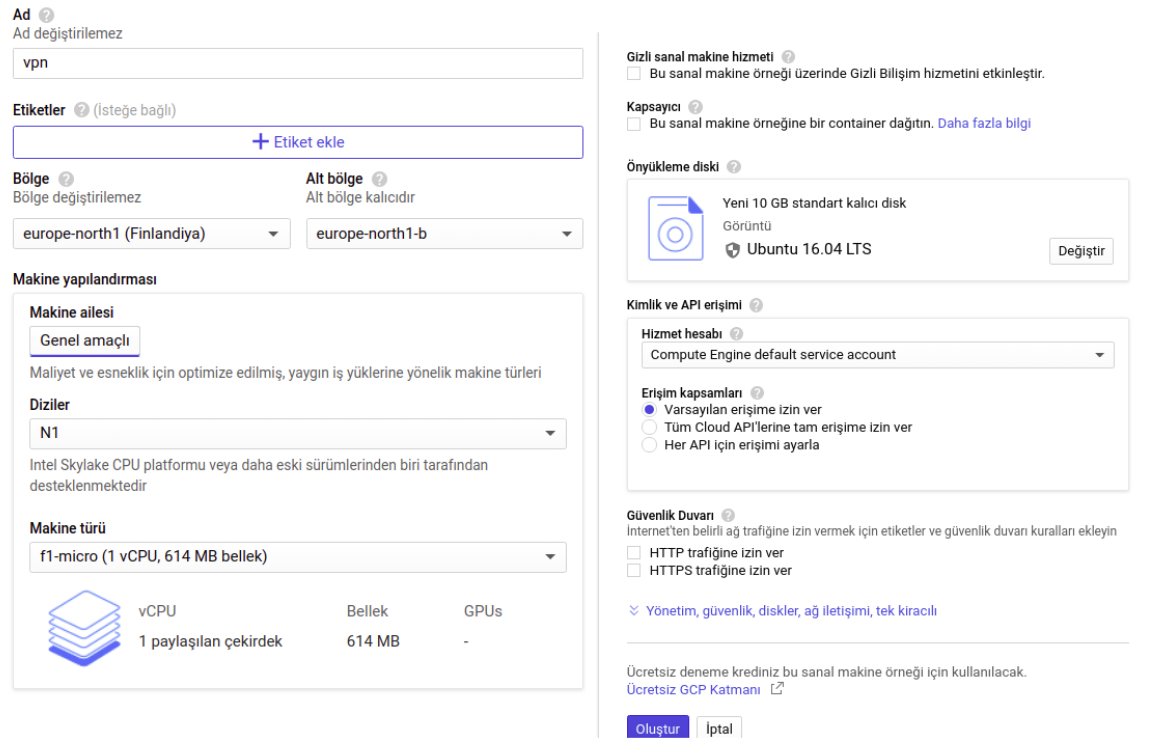 Ad
Ad değiştirilemez
vpn
Etiketler (İsteğe bağlı)
+ Etiket ekle
Bölge
Bölge değiştirilemez
Alt bölge
Alt bölge kalıcıdır
europe-north1 (Finlandiya)
europe-north1-b
Makine yapılandırması
Makine ailesi
Genel amaçlı
Maliyet ve esneklik için optimize edilmiş, yaygın iş yüklerine yönelik makine türleri
Diziler
N1
Intel Skylake CPU platformu veya daha eski sürümlerinden biri tarafından
desteklenmektedir
Makine türü
f1-micro (1 vCPU, 614 MB bellek)
vCPU Bellek GPUs
1 paylaşılan çekirdek 614 MB -
Gizli sanal makine hizmeti
Bu sanal makine örneği üzerinde Gizli Bilişim hizmetini etkinleştir.
Kapsayıcı
Bu sanal makine örneğine bir container dağıtın. Daha fazla bilgi
Önyükleme diski
Yeni 10 GB standart kalıcı disk
Görüntü
Ubuntu 16.04 LTS
Değiştir
Kimlik ve API erişimi
Hizmet hesabı
Compute Engine default service account
Erişim kapsamları
Varsayılan erişime izin ver
Tüm Cloud API'lerine tam erişime izin ver
Her API için erişimi ayarla
Güvenlik Duvarı
İnternet'ten belirli ağ trafiğine izin vermek için etiketler ve güvenlik duvarı kuralları ekleyin
HTTP trafiğine izin ver
HTTPS trafiğine izin ver
Yönetim, güvenlik, diskler, ağ iletişimi, tek kiracılı
Ücretsiz deneme krediniz bu sanal makine örneği için kullanılacak.
Ücretsiz GCP Katmanı
Oluştur İptal